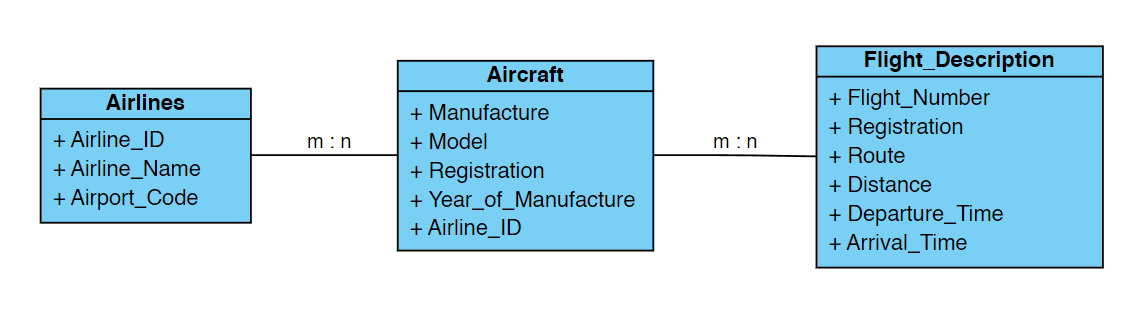 Airlines
+ Airline_ID
+ Airline_Name
+ Airport_Code
m : n
Aircraft
+ Manufacture
+ Model
+ Registration
+ Year_of_Manufacture
+ Airline_ID
m : n
Flight_Description
+ Flight_Number
+ Registration
+ Route
+ Distance
+ Departure_Time
+ Arrival_Time